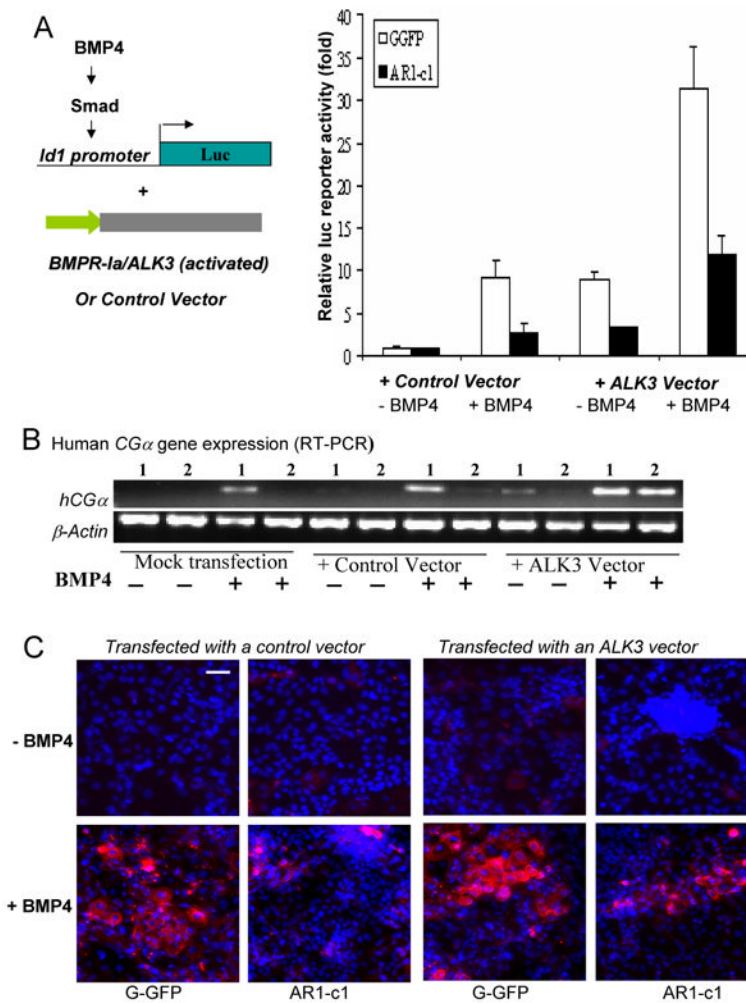 A
BMP4
Smad
Id1 promoter
Luc
+
BMPR-Ia/ALK3 (activated)
Or Control Vector
Relative luc reporter activity (fold)
40
35
30
25
20
15
10
5
0
GGFP
AR1-c1
+ Control Vector + ALK3 Vector
- BMP4 + BMP4 - BMP4 + BMP4
B Human CGα gene expression (RT-PCR)
1 2 1 2 1 2 1 2 1 2 1 2
hCGα
β-Actin
Mock transfection + Control Vector + ALK3 Vector
BMP4 − − + + − − + + − − + +
C Transfected with a control vector Transfected with an ALK3 vector
- BMP4
+ BMP4
G-GFP AR1-c1 G-GFP AR1-c1